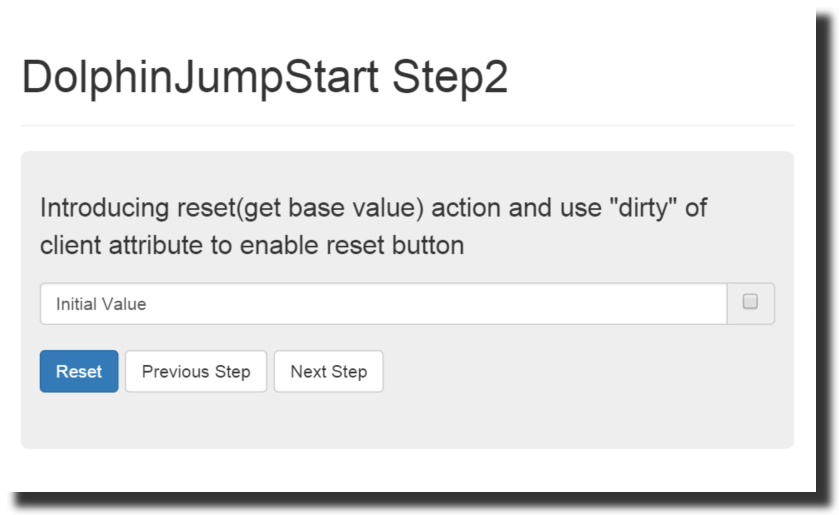 DolphinJumpStart Step2
Introducing reset(get base value) action and use "dirty" of
client attribute to enable reset button
Initial Value
Reset Previous Step Next Step